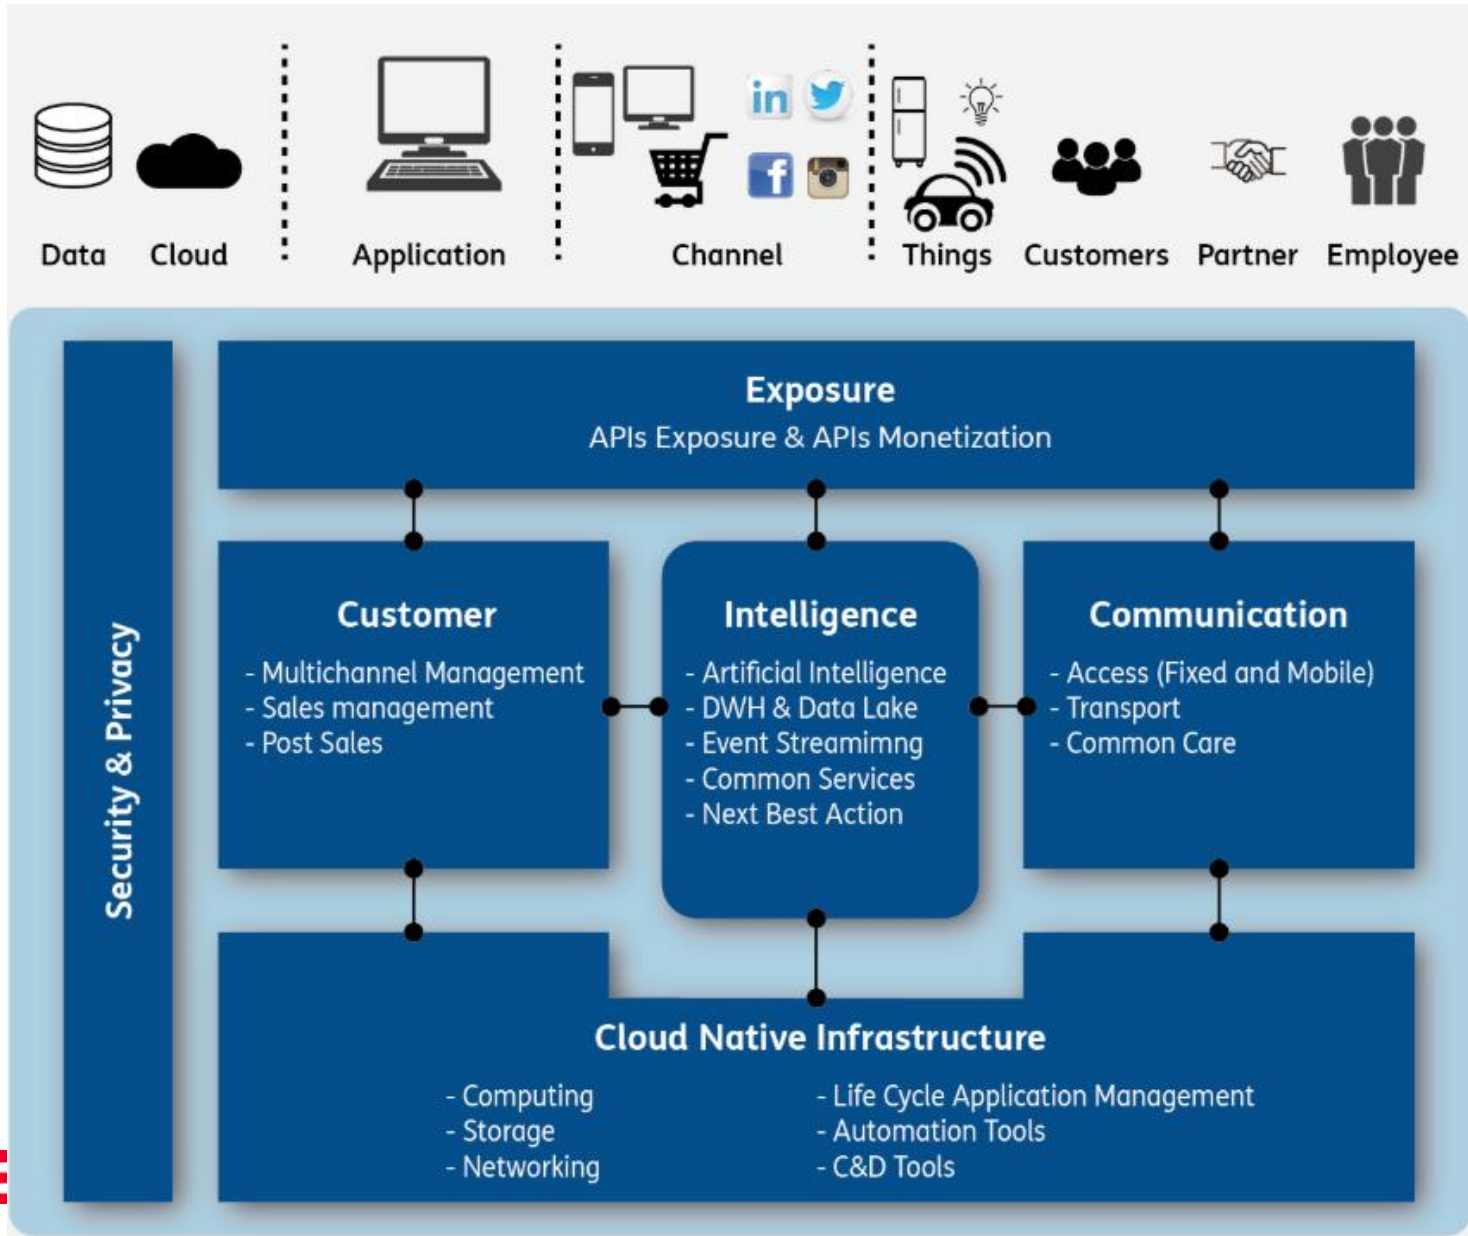 Data Cloud Application Channel Things Customers Partner Employee
Security & Privacy
Exposure
APIs Exposure & APIs Monetization
Customer
- Multichannel Management
- Sales management
- Post Sales
Intelligence
- Artificial Intelligence
- DWH & Data Lake
- Event Streamimng
- Common Services
- Next Best Action
Communication
- Access (Fixed and Mobile)
- Transport
- Common Care
Cloud Native Infrastructure
- Computing
- Storage
- Networking
- Life Cycle Application Management
- Automation Tools
- C&D Tools